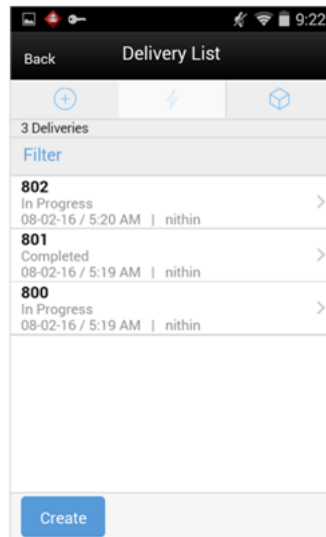 9:22
Back
Delivery List
3 Deliveries
Filter
802
In Progress
08-02-16 / 5:20 AM | nithin
801
Completed
08-02-16 / 5:19 AM | nithin
800
In Progress
08-02-16 / 5:19 AM | nithin
Create